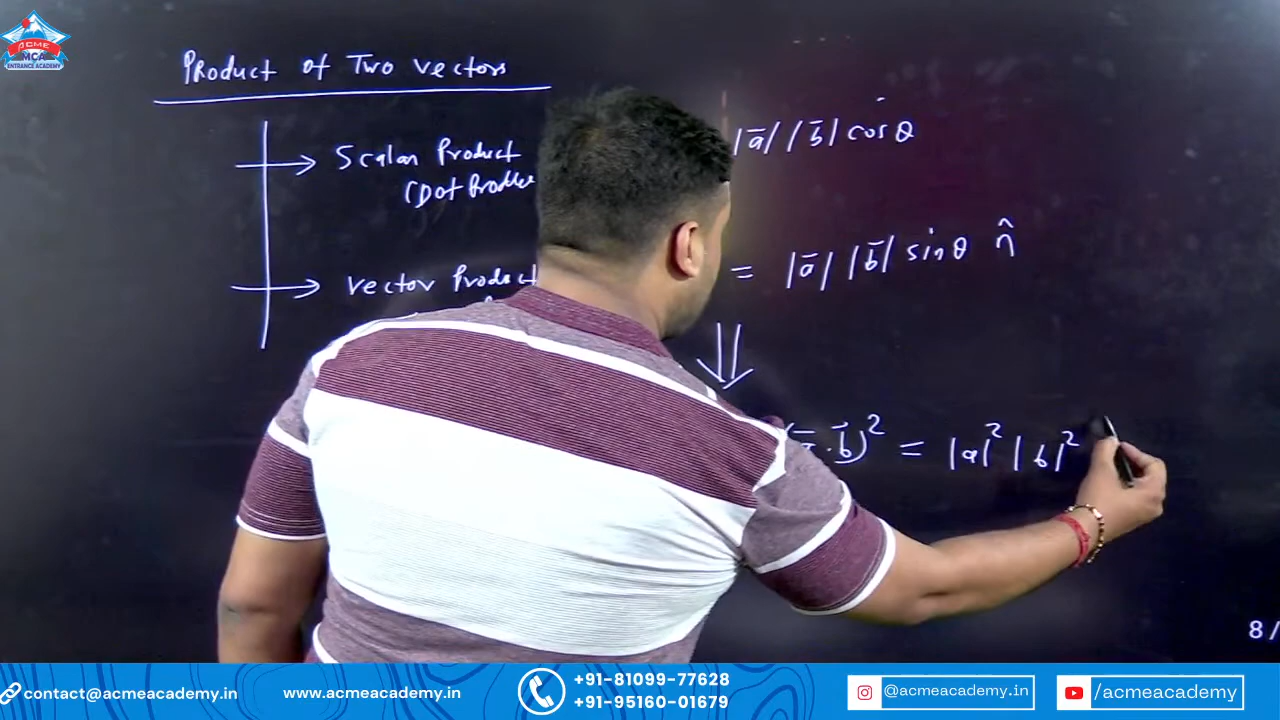 ACME
MCA
ENTRANCE ACADEMY
Product of Two vectors
Scalar Product
(Dot Produc
|a̅| |b̅| cos θ
vector Product
= |a̅| |b̅| sin θ n̂
. b̅)² = |a|² |b|²
8/
contact@acmeacademy.in
www.acmeacademy.in
+91-81099-77628
+91-95160-01679
@acmeacademy.in
/acmeacademy